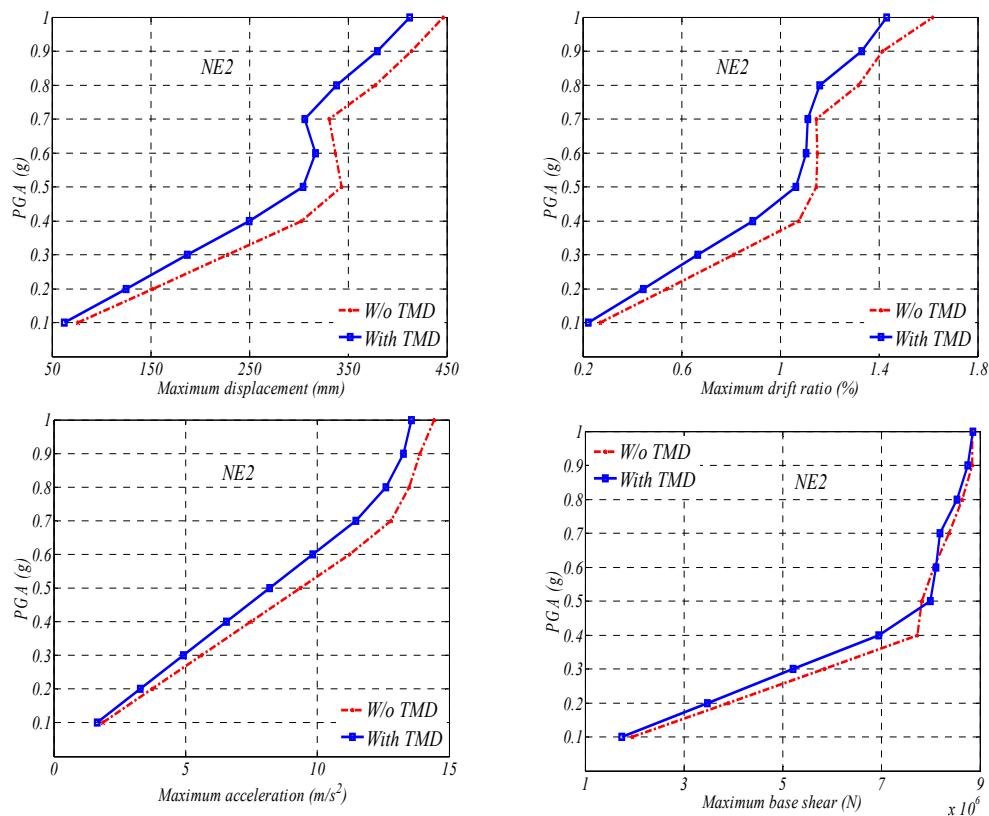 1
0.9
0.8
0.7
0.6
0.5
0.4
0.3
0.2
0.1
PGA (g)
NE2
W/o TMD
With TMD
50 150 250 350 450
Maximum displacement (mm)
1
0.9
0.8
0.7
0.6
0.5
0.4
0.3
0.2
0.1
PGA (g)
NE2
W/o TMD
With TMD
0.2 0.6 1 1.4 1.8
Maximum drift ratio (%)
1
0.9
0.8
0.7
0.6
0.5
0.4
0.3
0.2
0.1
PGA (g)
NE2
W/o TMD
With TMD
0 5 10 15
Maximum acceleration (m/s²)
1
0.9
0.8
0.7
0.6
0.5
0.4
0.3
0.2
0.1
PGA (g)
W/o TMD
With TMD
NE2
1 3 5 7 9
Maximum base shear (N)
x 10⁶